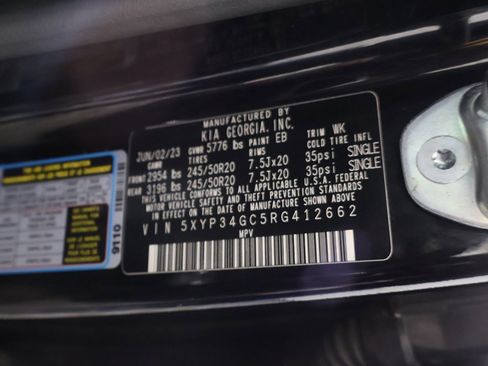 MANUFACTURED BY
KIA GEORGIA, INC.
JUN/02/23 GVWR 5776 lbs PAINT EB TRIM WK
GAWR TIRES RIMS COLD TIRE INFL
FRONT 2954 lbs 245/50R20 7.5Jx20 35psi SINGLE
REAR 3196 lbs 245/50R20 7.5Jx20 35psi SINGLE
THIS VEHICLE CONFORMS TO ALL APPLICABLE U.S.A. FEDERAL
MOTOR VEHICLE SAFETY AND THEFT PREVENTION STANDARDS
IN EFFECT ON THE DATE OF MANUFACTURE SHOWN ABOVE.
VIN 5XYP34GC5RG412662
MPV
9110